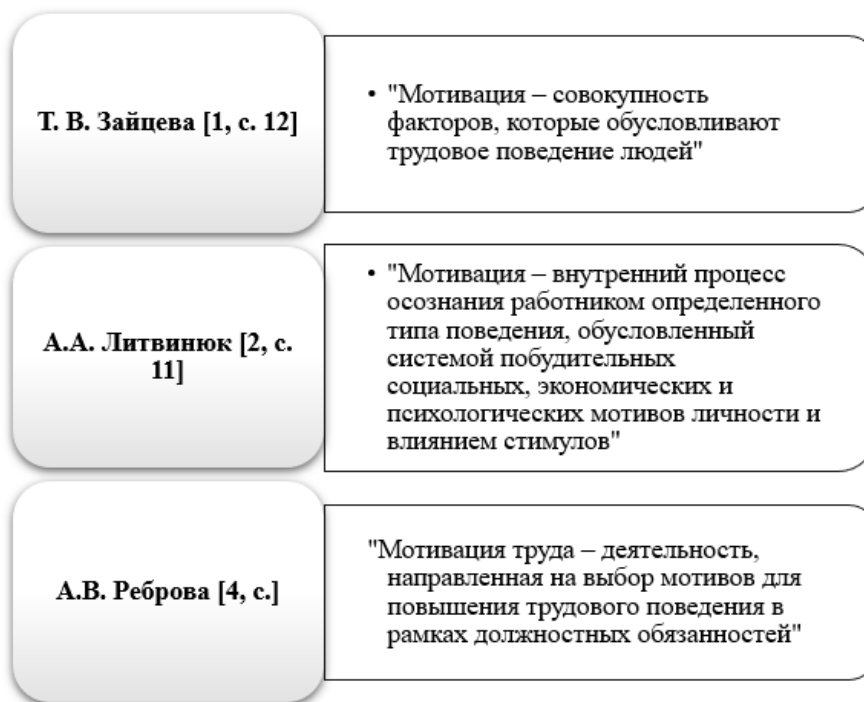 Т. В. Зайцева [1, с. 12]
• "Мотивация – совокупность
факторов, которые обусловливают
трудовое поведение людей"
А.А. Литвинюк [2, с.
11]
• "Мотивация – внутренний процесс
осознания работником определенного
типа поведения, обусловленный
системой побудительных
социальных, экономических и
психологических мотивов личности и
влиянием стимулов"
А.В. Реброва [4, с.]
"Мотивация труда – деятельность,
направленная на выбор мотивов для
повышения трудового поведения в
рамках должностных обязанностей"